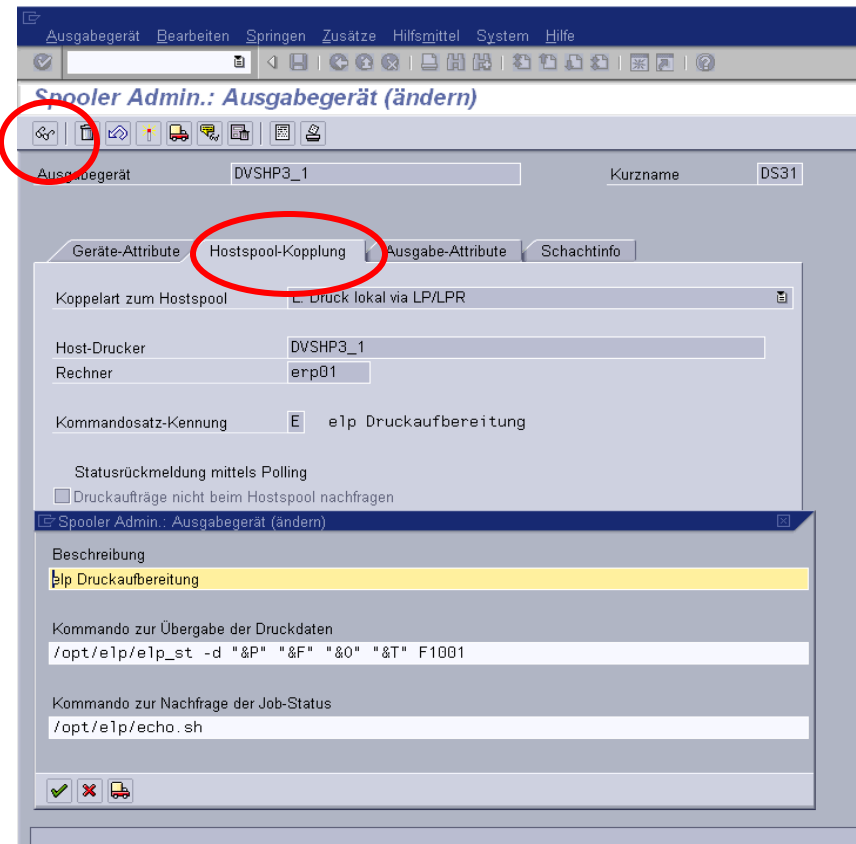 Ausgabegerät Bearbeiten Springen Zusätze Hilfsmittel System Hilfe
Spooler Admin.: Ausgabegerät (ändern)
Ausgabegerät DVSHP3_1 Kurzname DS31
Geräte-Attribute Hostspool-Kopplung Ausgabe-Attribute Schachtinfo
Koppelart zum Hostspool L: Druck lokal via LP/LPR
Host-Drucker DVSHP3_1
Rechner erp01
Kommandosatz-Kennung E elp Druckaufbereitung
Statusrückmeldung mittels Polling
Druckaufträge nicht beim Hostspool nachfragen
Spooler Admin.: Ausgabegerät (ändern)
Beschreibung
elp Druckaufbereitung
Kommando zur Übergabe der Druckdaten
/opt/elp/elp_st -d "&P" "&F" "&O" "&T" F1001
Kommando zur Nachfrage der Job-Status
/opt/elp/echo.sh